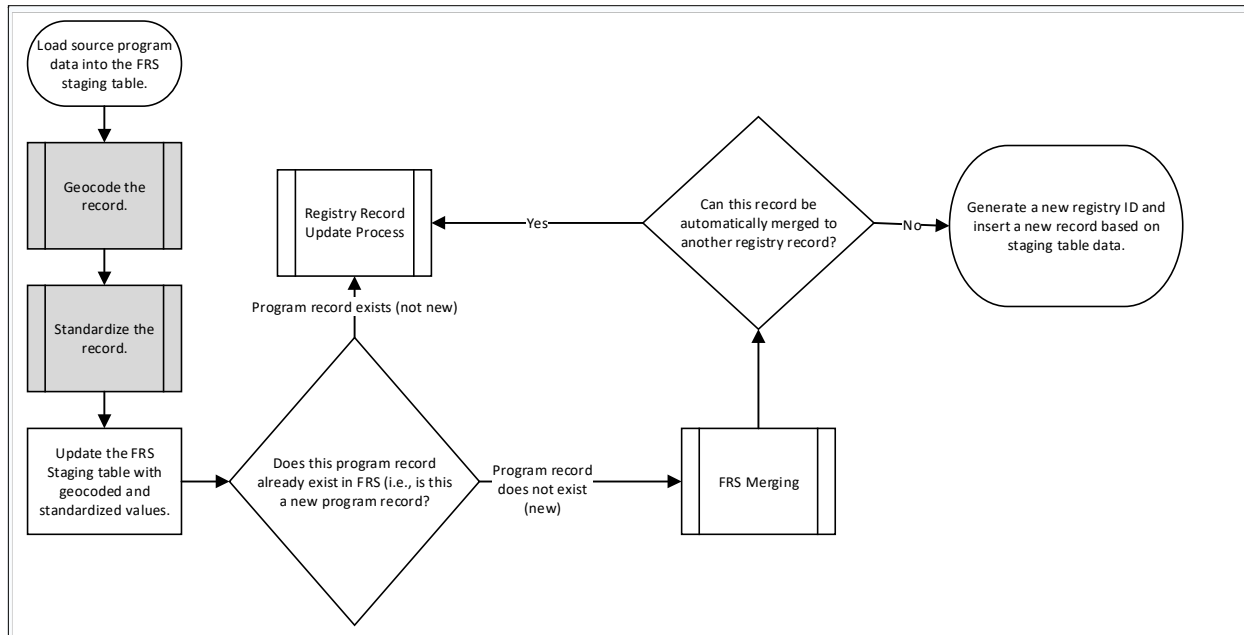 Load source program
data into the FRS
staging table.
Geocode the
record.
Standardize the
record.
Update the FRS
Staging table with
geocoded and
standardized values.
Does this program record
already exist in FRS (i.e., is this
a new program record?
Program record exists (not new)
Registry Record
Update Process
Program record
does not exist
(new)
FRS Merging
Can this record be
automatically merged to
another registry record?
Yes
No
Generate a new registry ID and
insert a new record based on
staging table data.